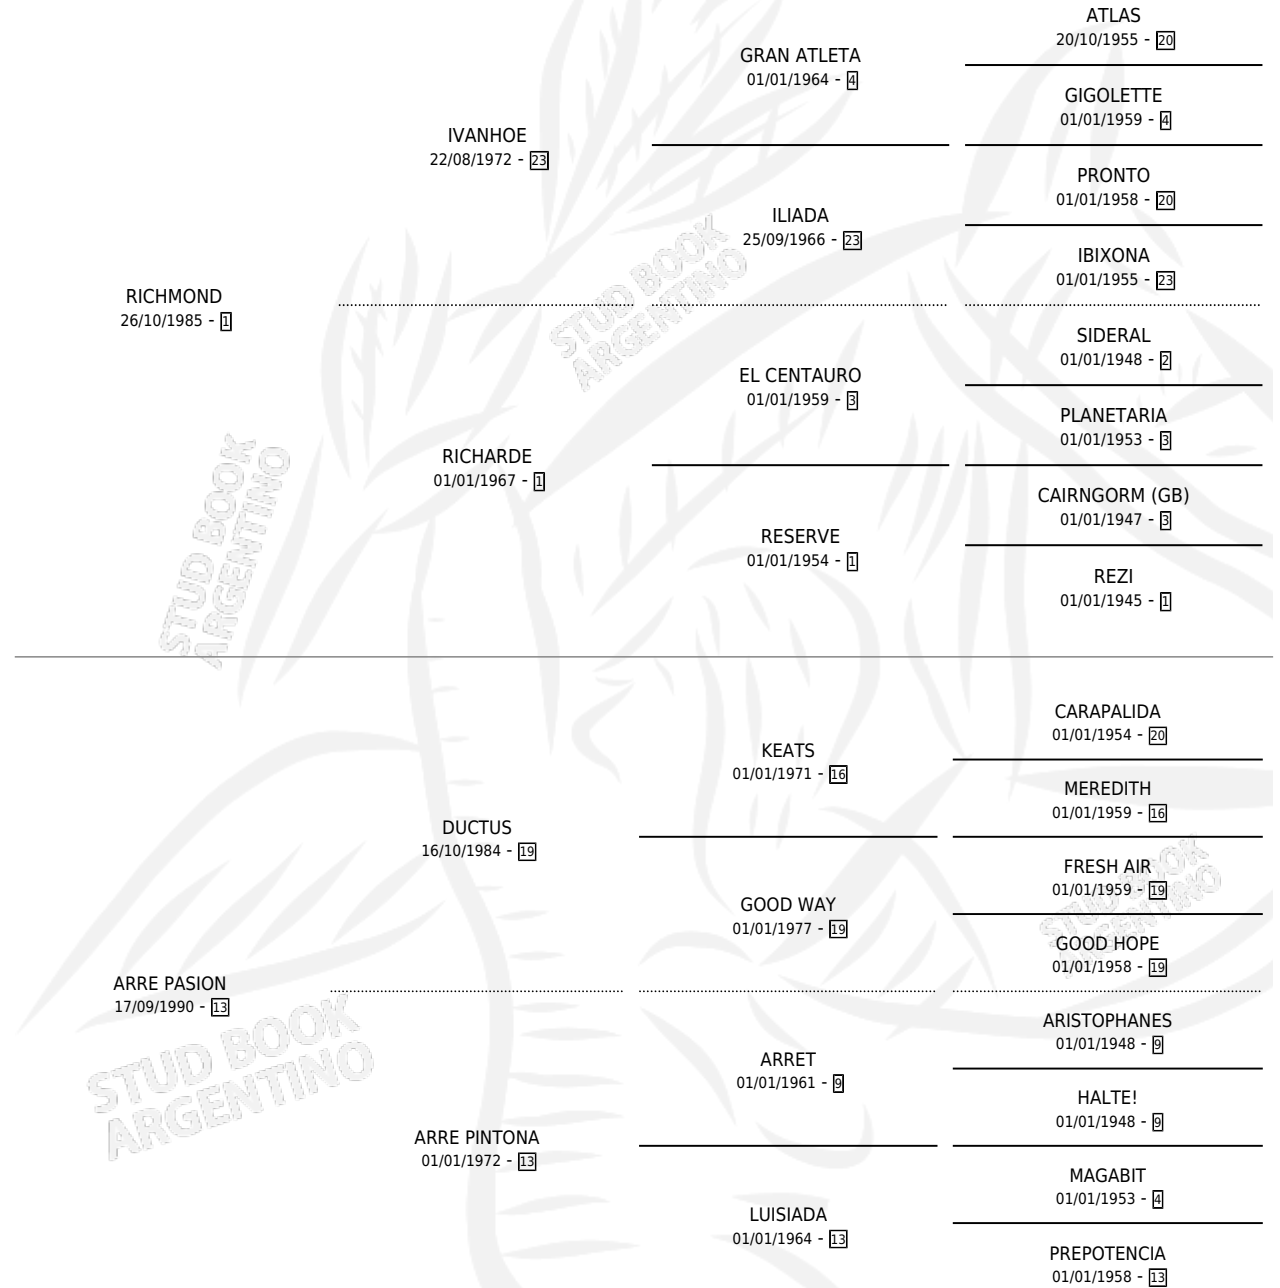 ATLAS
20/10/1955 - 20
GRAN ATLETA
01/01/1964 - 4
GIGOLETTE
01/01/1959 - 4
IVANHOE
22/08/1972 - 23
PRONTO
01/01/1958 - 20
ILIADA
25/09/1966 - 23
IBIXONA
01/01/1955 - 23
STUD BOOK
ARGENTINO
RICHMOND
26/10/1985 - 1
SIDERAL
01/01/1948 - 2
EL CENTAURO
01/01/1959 - 3
PLANETARIA
01/01/1953 - 3
RICHARDE
01/01/1967 - 1
CAIRNGORM (GB)
01/01/1947 - 3
RESERVE
01/01/1954 - 1
REZI
01/01/1945 - 1
STUD BOOK
ARGENTINO
CARAPALIDA
01/01/1954 - 20
KEATS
01/01/1971 - 16
MEREDITH
01/01/1959 - 16
DUCTUS
16/10/1984 - 19
FRESH AIR
01/01/1959 - 19
GOOD WAY
01/01/1977 - 19
GOOD HOPE
01/01/1958 - 19
STUD BOOK
ARGENTINO
ARRE PASION
17/09/1990 - 13
ARISTOPHANES
01/01/1948 - 9
ARRET
01/01/1961 - 9
HALTE!
01/01/1948 - 9
STUD BOOK
ARGENTINO
ARRE PINTONA
01/01/1972 - 13
MAGABIT
01/01/1953 - 4
LUISIADA
01/01/1964 - 13
PREPOTENCIA
01/01/1958 - 13